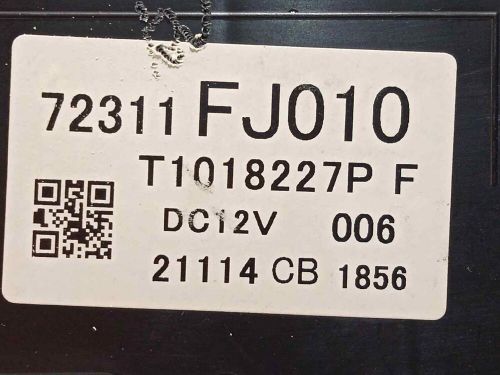 72311 FJ010
T1018227P F
DC12V 006
21114 CB 1856